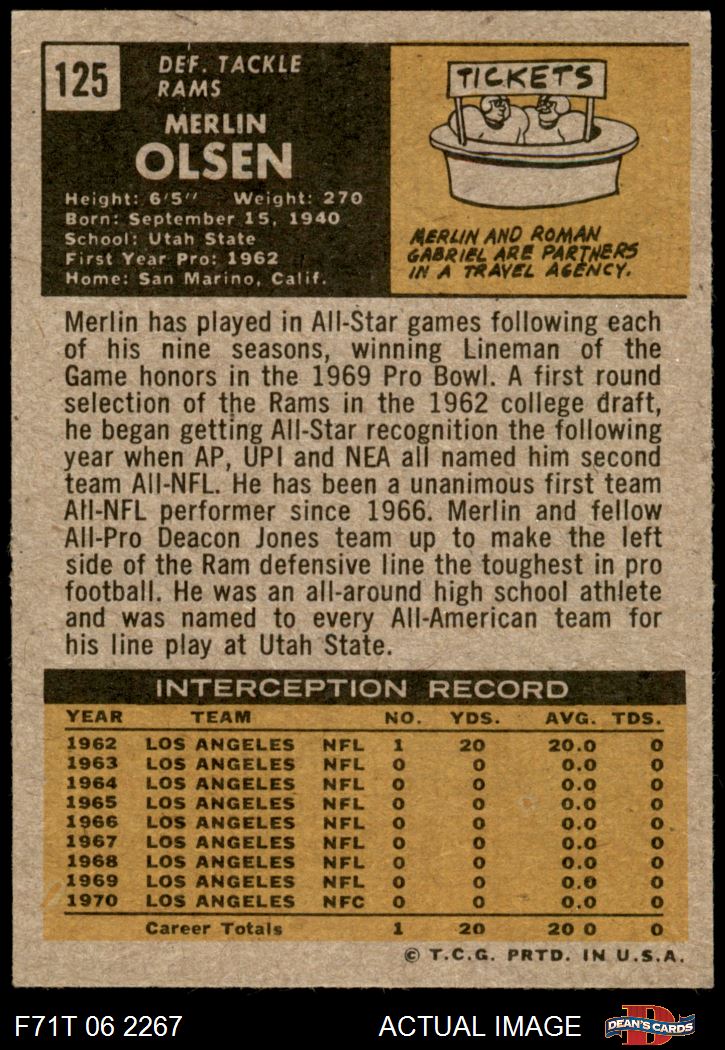 125
DEF. TACKLE
RAMS
MERLIN
OLSEN
Height: 6'5" Weight: 270
Born: September 15, 1940
School: Utah State
First Year Pro: 1962
Home: San Marino, Calif.
TICKETS
MERLIN AND ROMAN
GABRIEL ARE PARTNERS
IN A TRAVEL AGENCY.
Merlin has played in All-Star games following each
of his nine seasons, winning Lineman of the
Game honors in the 1969 Pro Bowl. A first round
selection of the Rams in the 1962 college draft,
he began getting All-Star recognition the following
year when AP, UPI and NEA all named him second
team All-NFL. He has been a unanimous first team
All-NFL performer since 1966. Merlin and fellow
All-Pro Deacon Jones team up to make the left
side of the Ram defensive line the toughest in pro
football. He was an all-around high school athlete
and was named to every All-American team for
his line play at Utah State.
INTERCEPTION RECORD
YEAR TEAM NO. YDS. AVG. TDS.
1962 LOS ANGELES NFL 1 20 20.0 0
1963 LOS ANGELES NFL 0 0 0.0 0
1964 LOS ANGELES NFL 0 0 0.0 0
1965 LOS ANGELES NFL 0 0 0.0 0
1966 LOS ANGELES NFL 0 0 0.0 0
1967 LOS ANGELES NFL 0 0 0.0 0
1968 LOS ANGELES NFL 0 0 0.0 0
1969 LOS ANGELES NFL 0 0 0.0 0
1970 LOS ANGELES NFC 0 0 0.0 0
Career Totals 1 20 20 0 0
© T.C.G. PRTD. IN U.S.A.
F71T 06 2267 ACTUAL IMAGE
D
DEAN'S CARDS